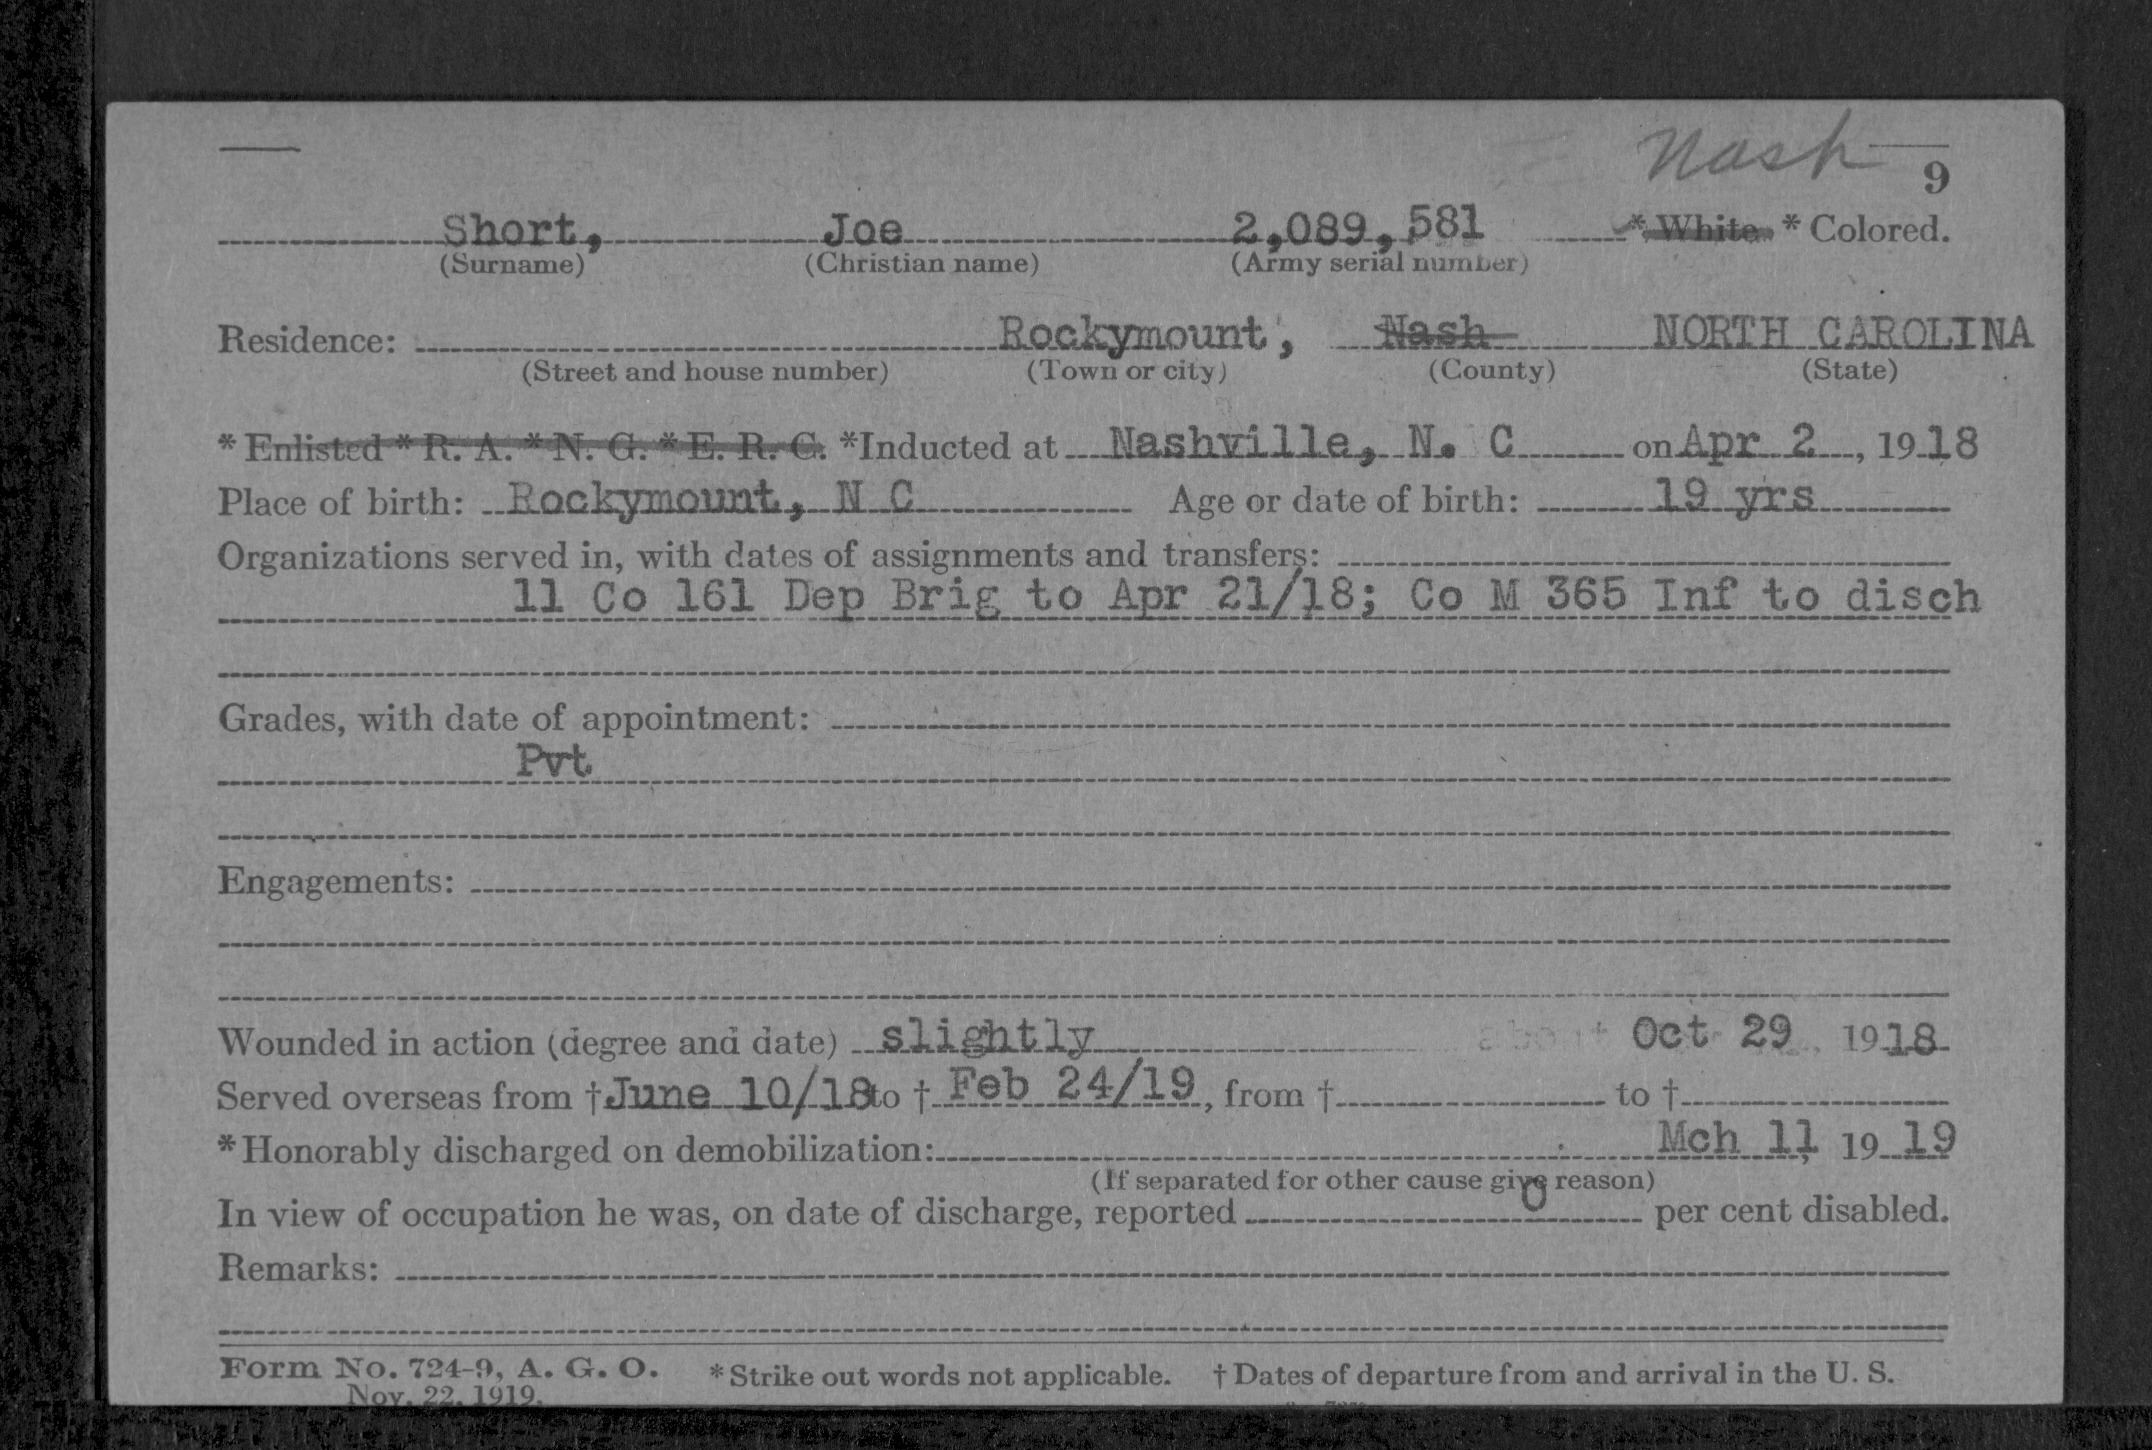 Nash
9
Short, Joe 2,089,581 * White * Colored.
(Surname) (Christian name) (Army serial number)
Residence: Rockymount, Nash NORTH CAROLINA
(Street and house number) (Town or city) (County) (State)
* Enlisted * R. A. * N. G. * E. R. C. *Inducted at Nashville, N. C on Apr 2, 1918
Place of birth: Rockymount, N C Age or date of birth: 19 yrs
Organizations served in, with dates of assignments and transfers:
11 Co 161 Dep Brig to Apr 21/18; Co M 365 Inf to disch
Grades, with date of appointment:
Pvt
Engagements:
Wounded in action (degree and date) slightly about Oct 29, 1918
Served overseas from †June 10/18 to † Feb 24/19, from † to †
*Honorably discharged on demobilization: Mch 11, 1919
(If separated for other cause give reason)
In view of occupation he was, on date of discharge, reported 0 per cent disabled.
Remarks:
Form No. 724-9, A. G. O. *Strike out words not applicable. † Dates of departure from and arrival in the U. S.
Nov. 22, 1919.